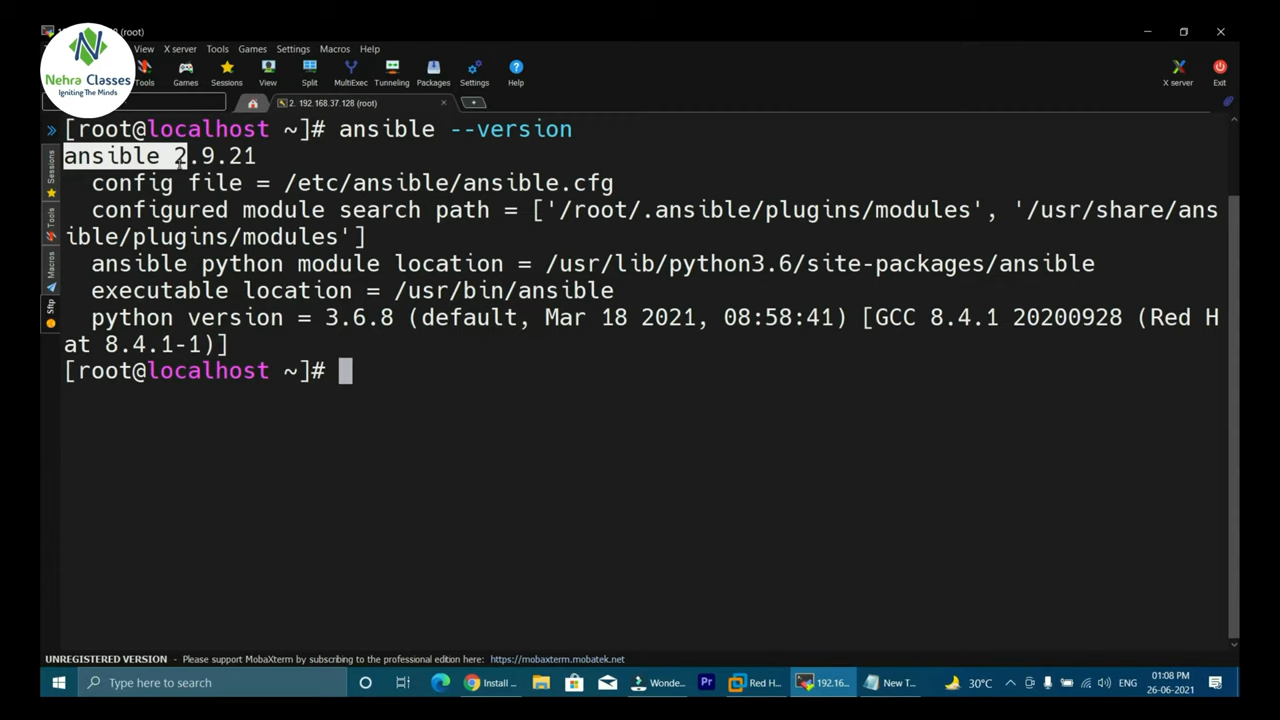 (root)
View X server Tools Games Settings Macros Help
Nehra Classes
Igniting The Minds
Tools Games Sessions View Split MultiExec Tunneling Packages Settings Help X server Exit
2. 192.168.37.128 (root)
[root@localhost ~]# ansible --version
ansible 2.9.21
config file = /etc/ansible/ansible.cfg
configured module search path = ['/root/.ansible/plugins/modules', '/usr/share/ans
ible/plugins/modules']
ansible python module location = /usr/lib/python3.6/site-packages/ansible
executable location = /usr/bin/ansible
python version = 3.6.8 (default, Mar 18 2021, 08:58:41) [GCC 8.4.1 20200928 (Red H
at 8.4.1-1)]
[root@localhost ~]#
Sessions
Tools
Macros
Sftp
UNREGISTERED VERSION - Please support MobaXterm by subscribing to the professional edition here: https://mobaxterm.mobatek.net
Type here to search Install ... Wonde... Pr Red H... 192.16... New T... 30°C ENG 01:08 PM
26-06-2021